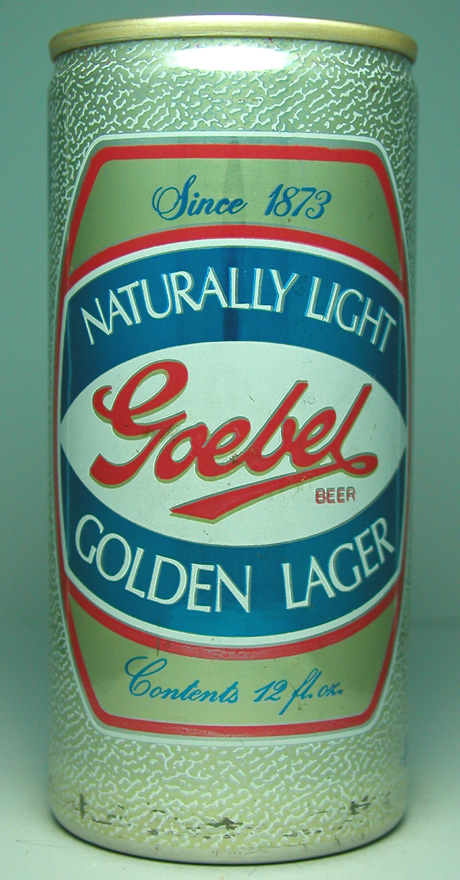 Since 1873
NATURALLY LIGHT
Goebel
BEER
GOLDEN LAGER
Contents 12 fl. oz.